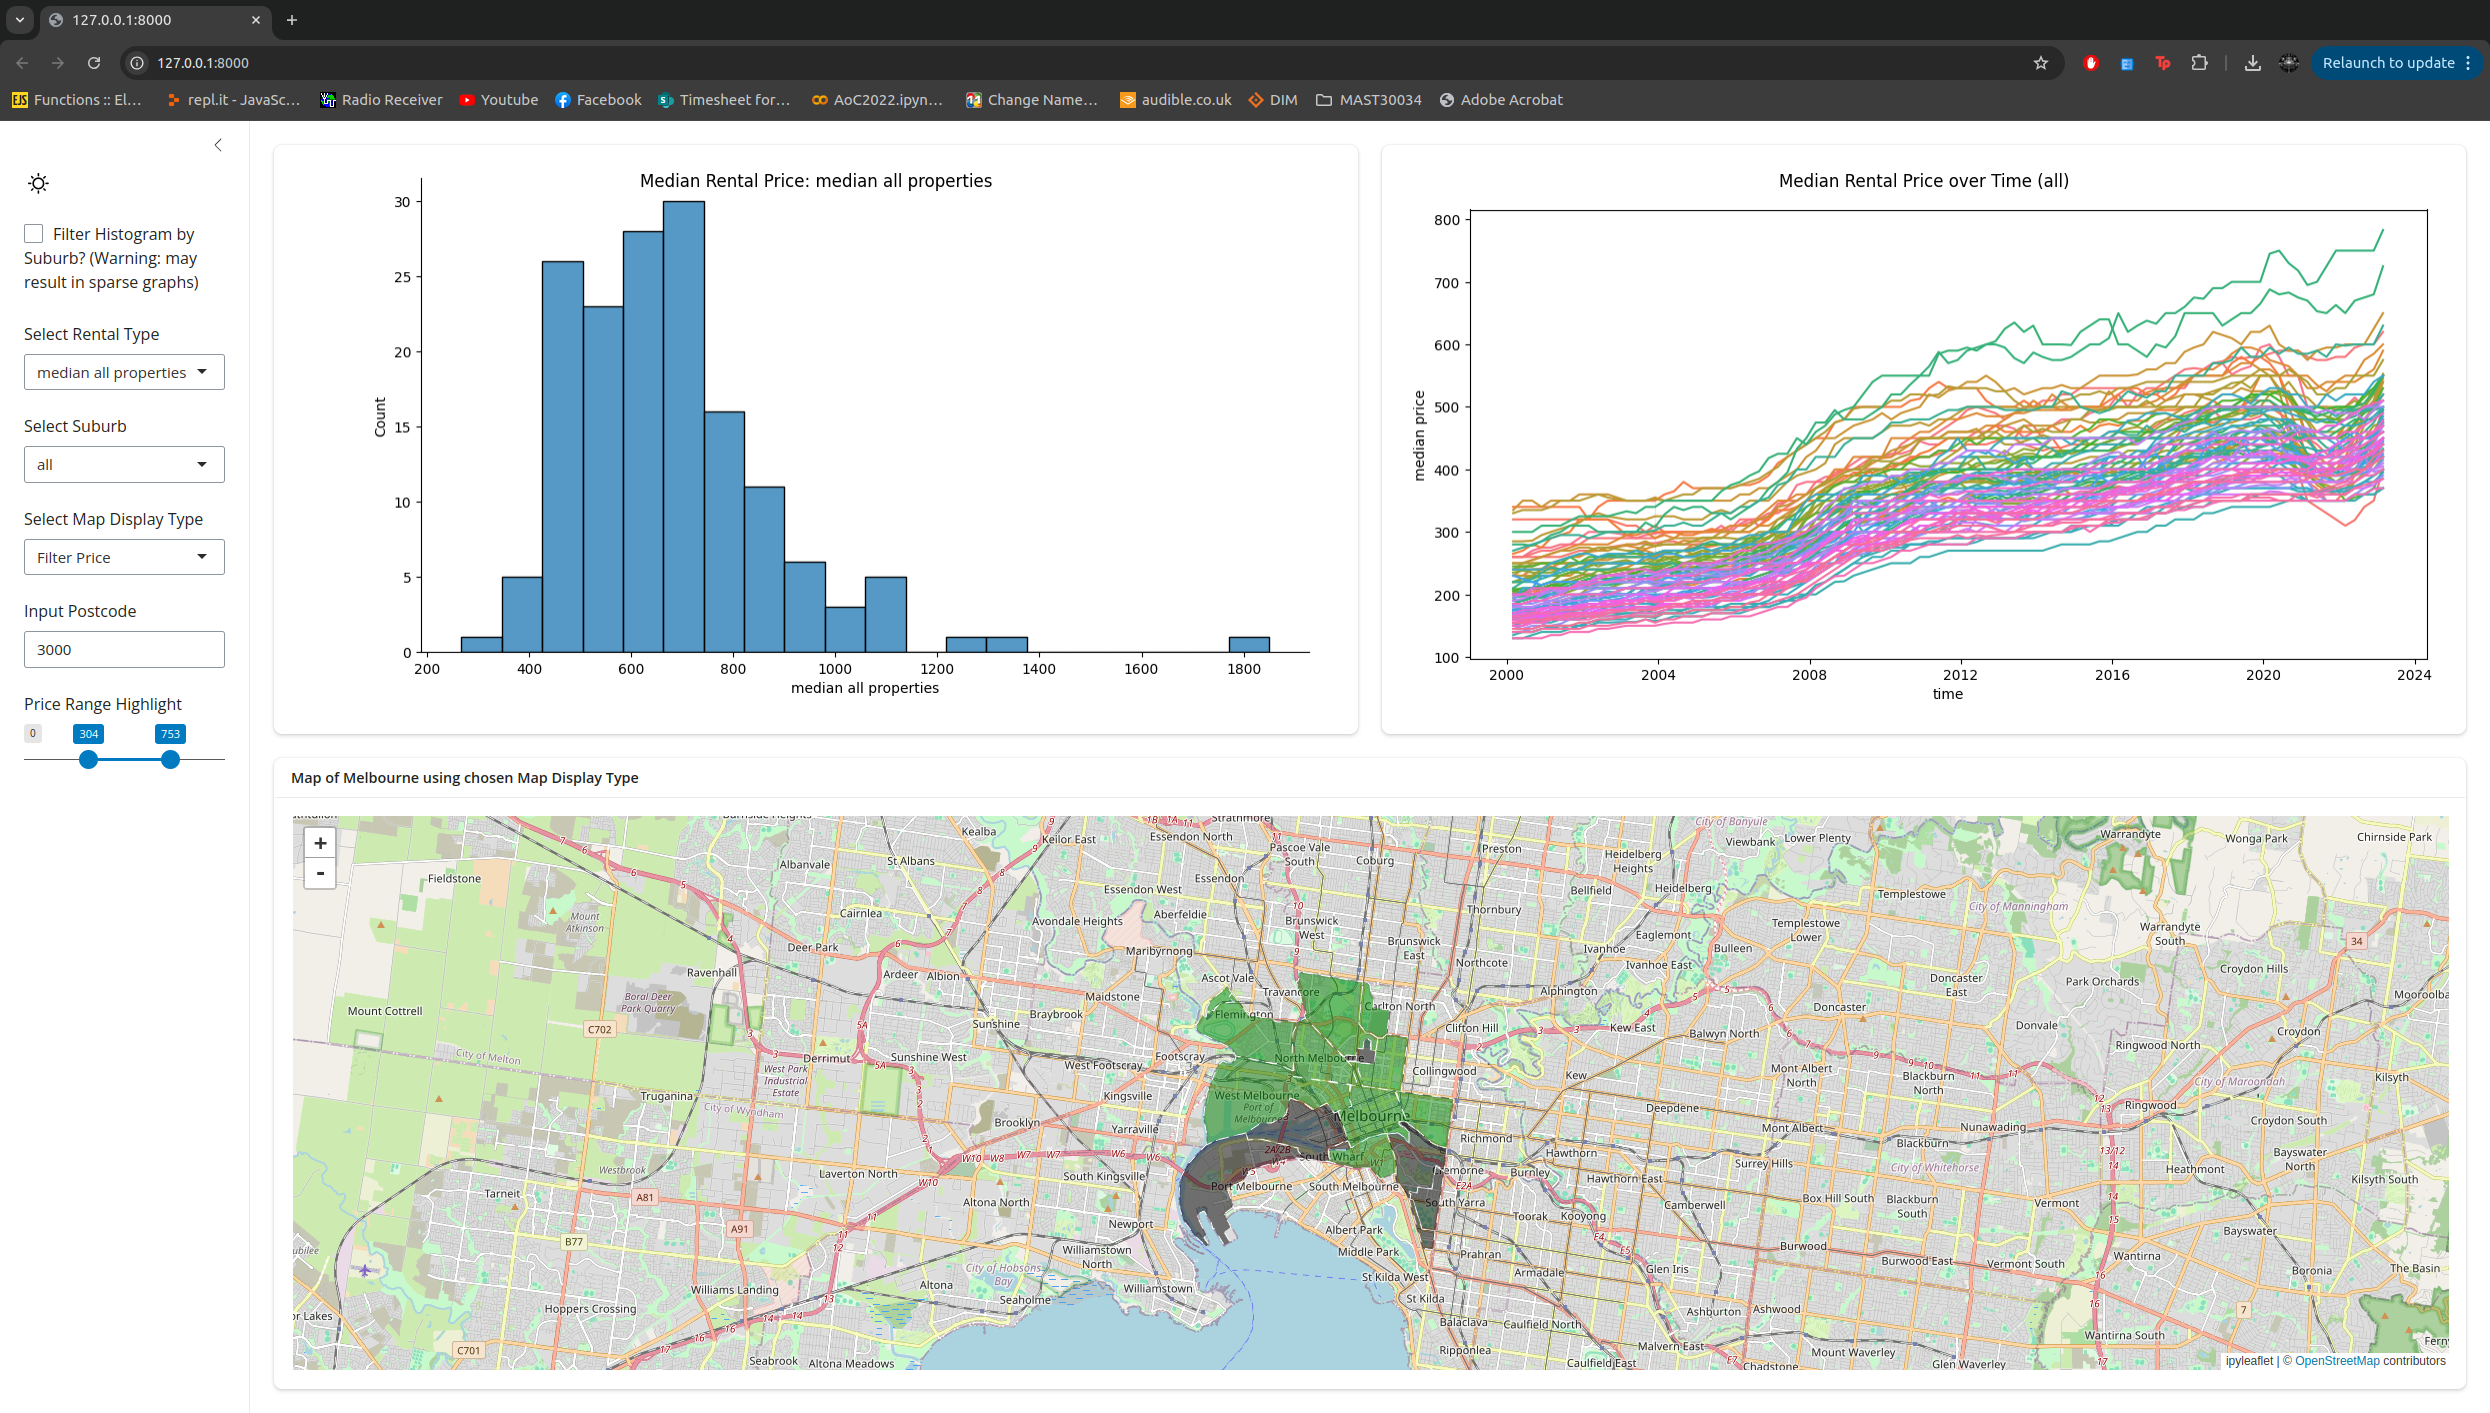 127.0.0.1:8000
127.0.0.1:8000
Relaunch to update
Functions :: El...
repl.it - JavaSc...
Radio Receiver
Youtube
Facebook
Timesheet for...
AoC2022.ipyn...
Change Name...
audible.co.uk
DIM
MAST30034
Adobe Acrobat
Filter Histogram by
Suburb? (Warning: may
result in sparse graphs)
Select Rental Type
median all properties
Select Suburb
all
Select Map Display Type
Filter Price
Input Postcode
3000
Price Range Highlight
0 304 753
Median Rental Price: median all properties
30
25
20
15
10
5
0
Count
200 400 600 800 1000 1200 1400 1600 1800
median all properties
Median Rental Price over Time (all)
800
700
600
500
400
300
200
100
median price
2000 2004 2008 2012 2016 2020 2024
time
Map of Melbourne using chosen Map Display Type
+
-
Strathmore
Kealba
Keilor East
Essendon North
Pascoe Vale
South
Coburg
Preston
City of Banyule
Viewbank
Lower Plenty
Warrandyte
Wonga Park
Chirnside Park
Albanvale
St Albans
Heidelberg
Heights
Fieldstone
Essendon West
Essendon
Bellfield
Heidelberg
Templestowe
City of Manningham
Mount
Atkinson
Cairnlea
Avondale Heights
Aberfeldie
Brunswick
West
Thornbury
Templestowe
Lower
Warrandyte
South
34
Deer Park
Maribyrnong
Brunswick
East
Ivanhoe
Eaglemont
Bulleen
Ravenhall
Ardeer
Albion
Ascot Vale
Travancore
Northcote
Ivanhoe East
Doncaster
East
Park Orchards
Croydon Hills
Boral Deer
Park Quarry
Maidstone
Carlton North
Alphington
Doncaster
Mooroolba
Mount Cottrell
C702
Sunshine
Braybrook
Flemington
Clifton Hill
Kew East
Balwyn North
Donvale
Croydon
City of Melton
Derrimut
Sunshine West
Footscray
North Melbourne
Ringwood North
West Park
Industrial
Estate
West Footscray
Collingwood
Kew
Mont Albert
North
Blackburn
North
City of Maroondah
Kilsyth
Truganina
City of Wyndham
Kingsville
West Melbourne
Port of
Melbourne
Melbourne
Deepdene
Ringwood
Croydon South
Brooklyn
Yarraville
Richmond
Mont Albert
Nunawading
Blackburn
Westbrook
Laverton North
South Kingsville
South Wharf
Hawthorn
Surrey Hills
City of Whitehorse
Heathmont
Bayswater
North
Tarneit
A81
Altona North
Port Melbourne
South Melbourne
Burnley
Hawthorn East
Box Hill South
Blackburn
South
Vermont
Kilsyth South
A91
Newport
South Yarra
Toorak
Kooyong
Camberwell
Bayswater
B77
Williamstown
North
Albert Park
Middle Park
Prahran
Burwood
Wantirna
City of Hobsons
Bay
Altona
Seaholme
Williamstown
St Kilda West
Armadale
Glen Iris
Burwood East
Vermont South
Boronia
The Basin
Williams Landing
Hoppers Crossing
St Kilda
Ashburton
Ashwood
7
or Lakes
Balaclava
Caulfield North
Wantirna South
C701
Seabrook
Altona Meadows
Ripponlea
Caulfield East
Malvern East
Chadstone
Mount Waverley
Glen Waverley
ipyleaflet | © OpenStreetMap contributors